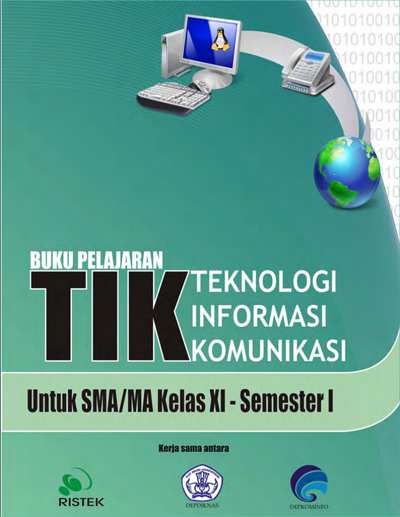 BUKU PELAJARAN
TIK
TEKNOLOGI
INFORMASI
KOMUNIKASI
Untuk SMA/MA Kelas XI - Semester I
Kerja sama antara
RISTEK
DEPDIKNAS
DEPKOMINFO